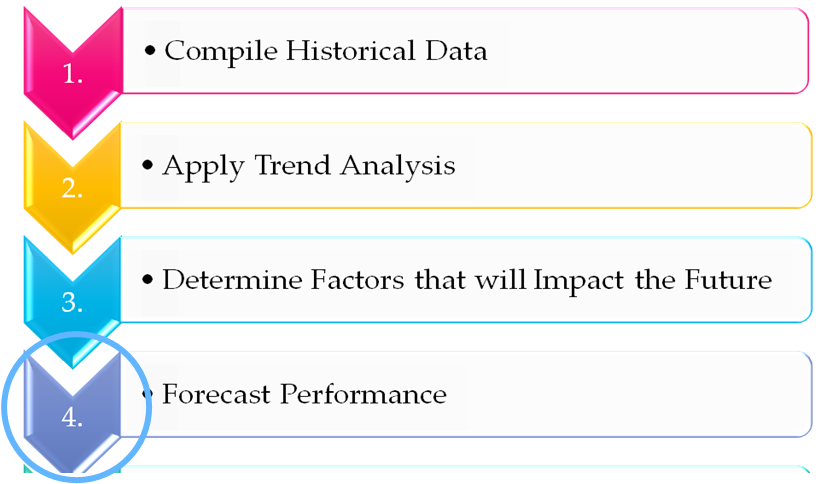 1. • Compile Historical Data
2. • Apply Trend Analysis
3. • Determine Factors that will Impact the Future
4. • Forecast Performance